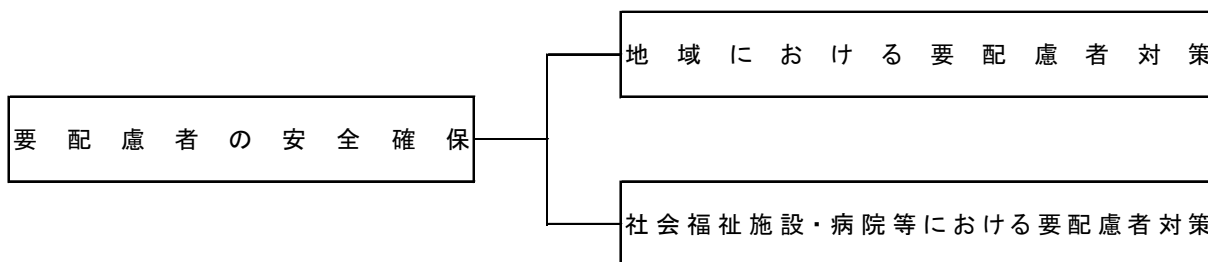 地域における要配慮者対策
要配慮者の安全確保
社会福祉施設・病院等における要配慮者対策